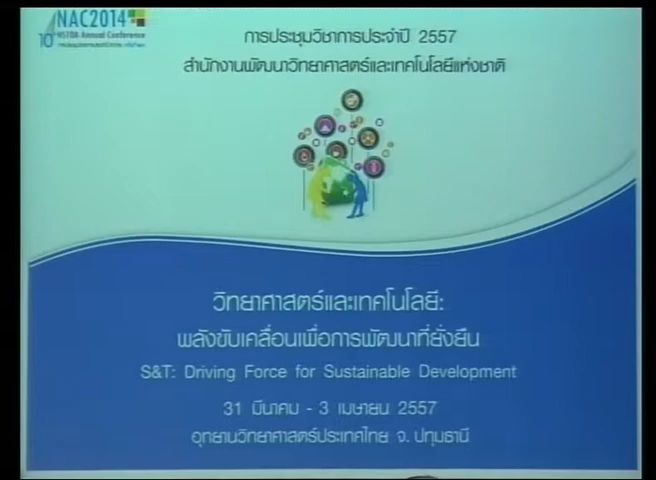 NAC2014
NSTDA Annual Conference
10
การประชุมวิชาการประจำปี 2557
สำนักงานพัฒนาวิทยาศาสตร์และเทคโนโลยีแห่งชาติ
วิทยาศาสตร์และเทคโนโลยี:
พลังขับเคลื่อนเพื่อการพัฒนาที่ยั่งยืน
S&T: Driving Force for Sustainable Development
31 มีนาคม - 3 เมษายน 2557
อุทยานวิทยาศาสตร์ประเทศไทย จ. ปทุมธานี